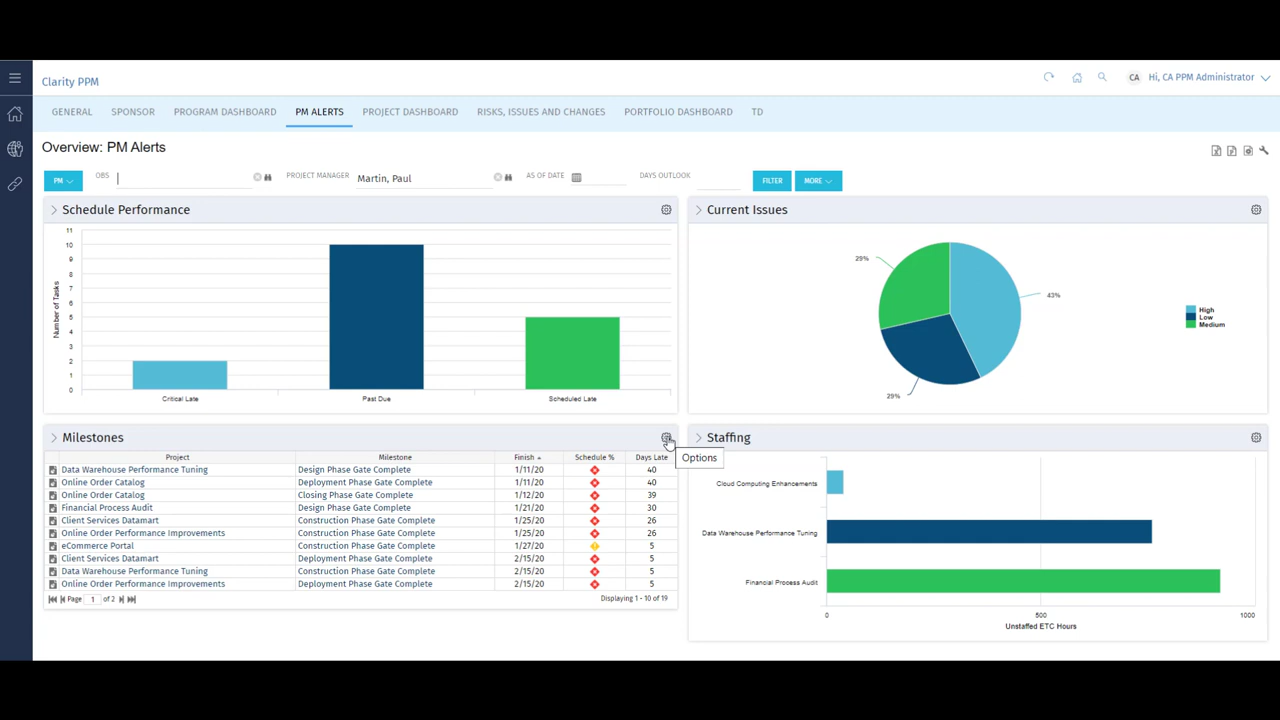 Clarity PPM
CA Hi, CA PPM Administrator
GENERAL SPONSOR PROGRAM DASHBOARD PM ALERTS PROJECT DASHBOARD RISKS, ISSUES AND CHANGES PORTFOLIO DASHBOARD TD
Overview: PM Alerts
PM OBS PROJECT MANAGER Martin, Paul AS OF DATE DAYS OUTLOOK FILTER MORE
Schedule Performance
11
10
9
8
7
6
5
4
3
2
1
0
Number of Tasks
Critical Late Past Due Scheduled Late
Current Issues
29%
43%
29%
High
Low
Medium
Milestones
Options
Project Milestone Finish Schedule % Days Late
Data Warehouse Performance Tuning Design Phase Gate Complete 1/11/20 40
Online Order Catalog Deployment Phase Gate Complete 1/11/20 40
Online Order Catalog Closing Phase Gate Complete 1/12/20 39
Financial Process Audit Design Phase Gate Complete 1/21/20 30
Client Services Datamart Construction Phase Gate Complete 1/25/20 26
Online Order Performance Improvements Construction Phase Gate Complete 1/25/20 26
eCommerce Portal Construction Phase Gate Complete 1/27/20 5
Client Services Datamart Deployment Phase Gate Complete 2/15/20 5
Data Warehouse Performance Tuning Construction Phase Gate Complete 2/15/20 5
Online Order Performance Improvements Deployment Phase Gate Complete 2/15/20 5
Page 1 of 2 Displaying 1 - 10 of 19
Staffing
Cloud Computing Enhancements
Data Warehouse Performance Tuning
Financial Process Audit
0 500 1000
Unstaffed ETC Hours